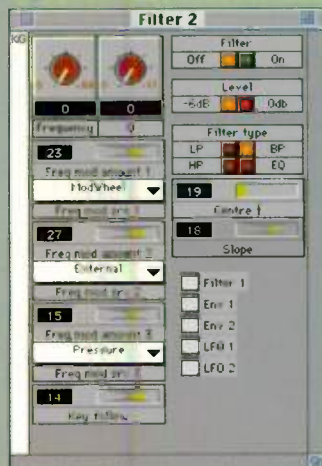 Filter 2
KG
Filter
Off On
Level
-6dB 0db
0 0
Frequency 0
Filter type
LP BP
HP EQ
23
Freq mod amount 1
ModWheel
Freq mod src 1
19
Centre f
18
Slope
27
Freq mod amount 2
External
Freq mod src 2
15
Freq mod amount 3
Pressure
Freq mod src 3
14
Key follow
Filter 1
Env 1
Env 2
LFO 1
LFO 2